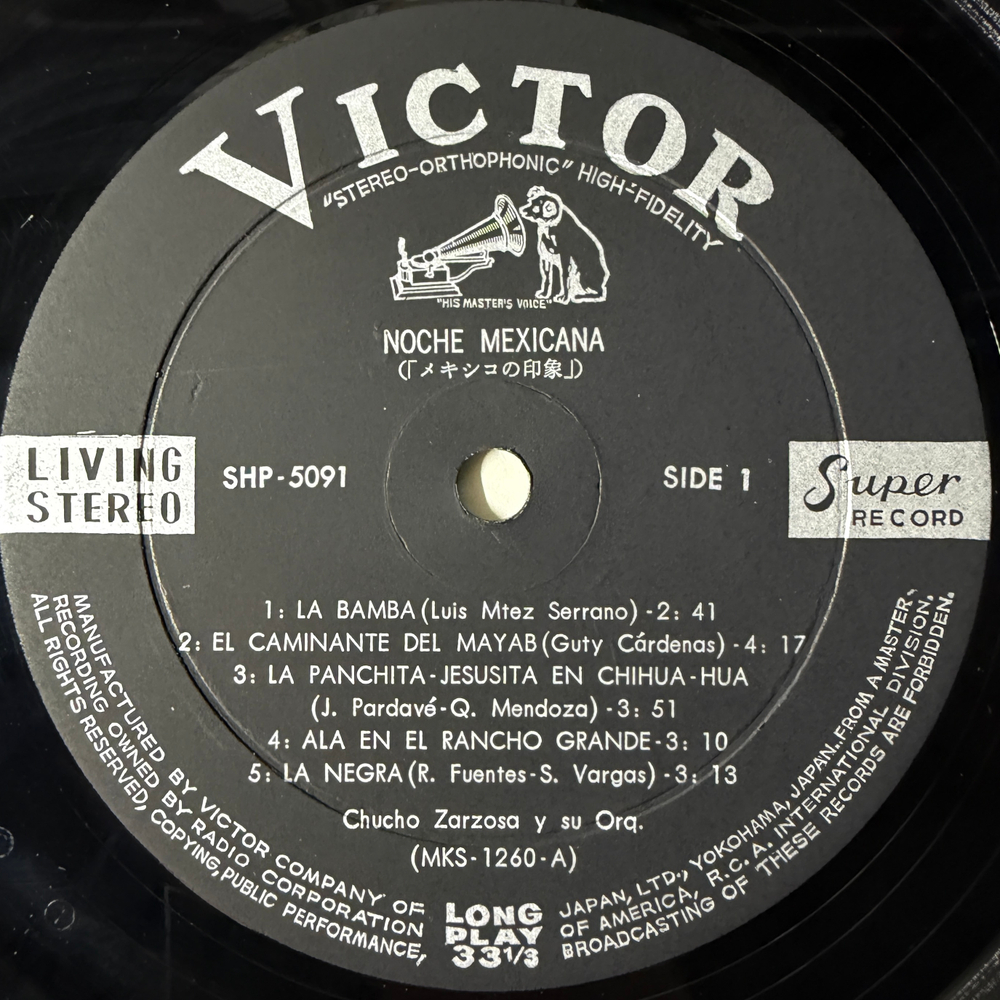 VICTOR
"STEREO-ORTHOPHONIC" HIGH-FIDELITY
"HIS MASTER'S VOICE"
NOCHE MEXICANA
(「メキシコの印象」)
LIVING
STEREO
SHP-5091
SIDE 1
Super
RECORD
1: LA BAMBA (Luis Mtez Serrano) - 2: 41
2: EL CAMINANTE DEL MAYAB (Guty Cárdenas) - 4: 17
3: LA PANCHITA-JESUSITA EN CHIHUA-HUA
(J. Pardavé-Q. Mendoza) - 3: 51
4: ALA EN EL RANCHO GRANDE - 3: 10
5: LA NEGRA (R. Fuentes-S. Vargas) - 3: 13
Chucho Zarzosa y su Orq.
(MKS-1260-A)
MANUFACTURED BY VICTOR COMPANY OF JAPAN, LTD., YOKOHAMA, JAPAN. FROM A MASTER
RECORDING OWNED BY RADIO CORPORATION OF AMERICA, R.C.A. INTERNATIONAL DIVISION.
ALL RIGHTS RESERVED, COPYING, PUBLIC PERFORMANCE, BROADCASTING OF THESE RECORDS ARE FORBIDDEN.
LONG
PLAY
33 1/3